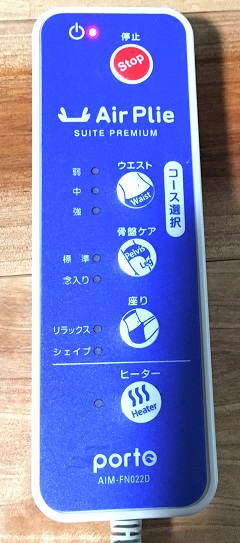 停止
Stop
Air Plie
SUITE PREMIUM
コース選択
ウエスト
Waist
弱
中
強
骨盤ケア
Pelvis
Leg
標準
念入り
座り
リラックス
シェイプ
ヒーター
Heater
porto
AIM-FN022D